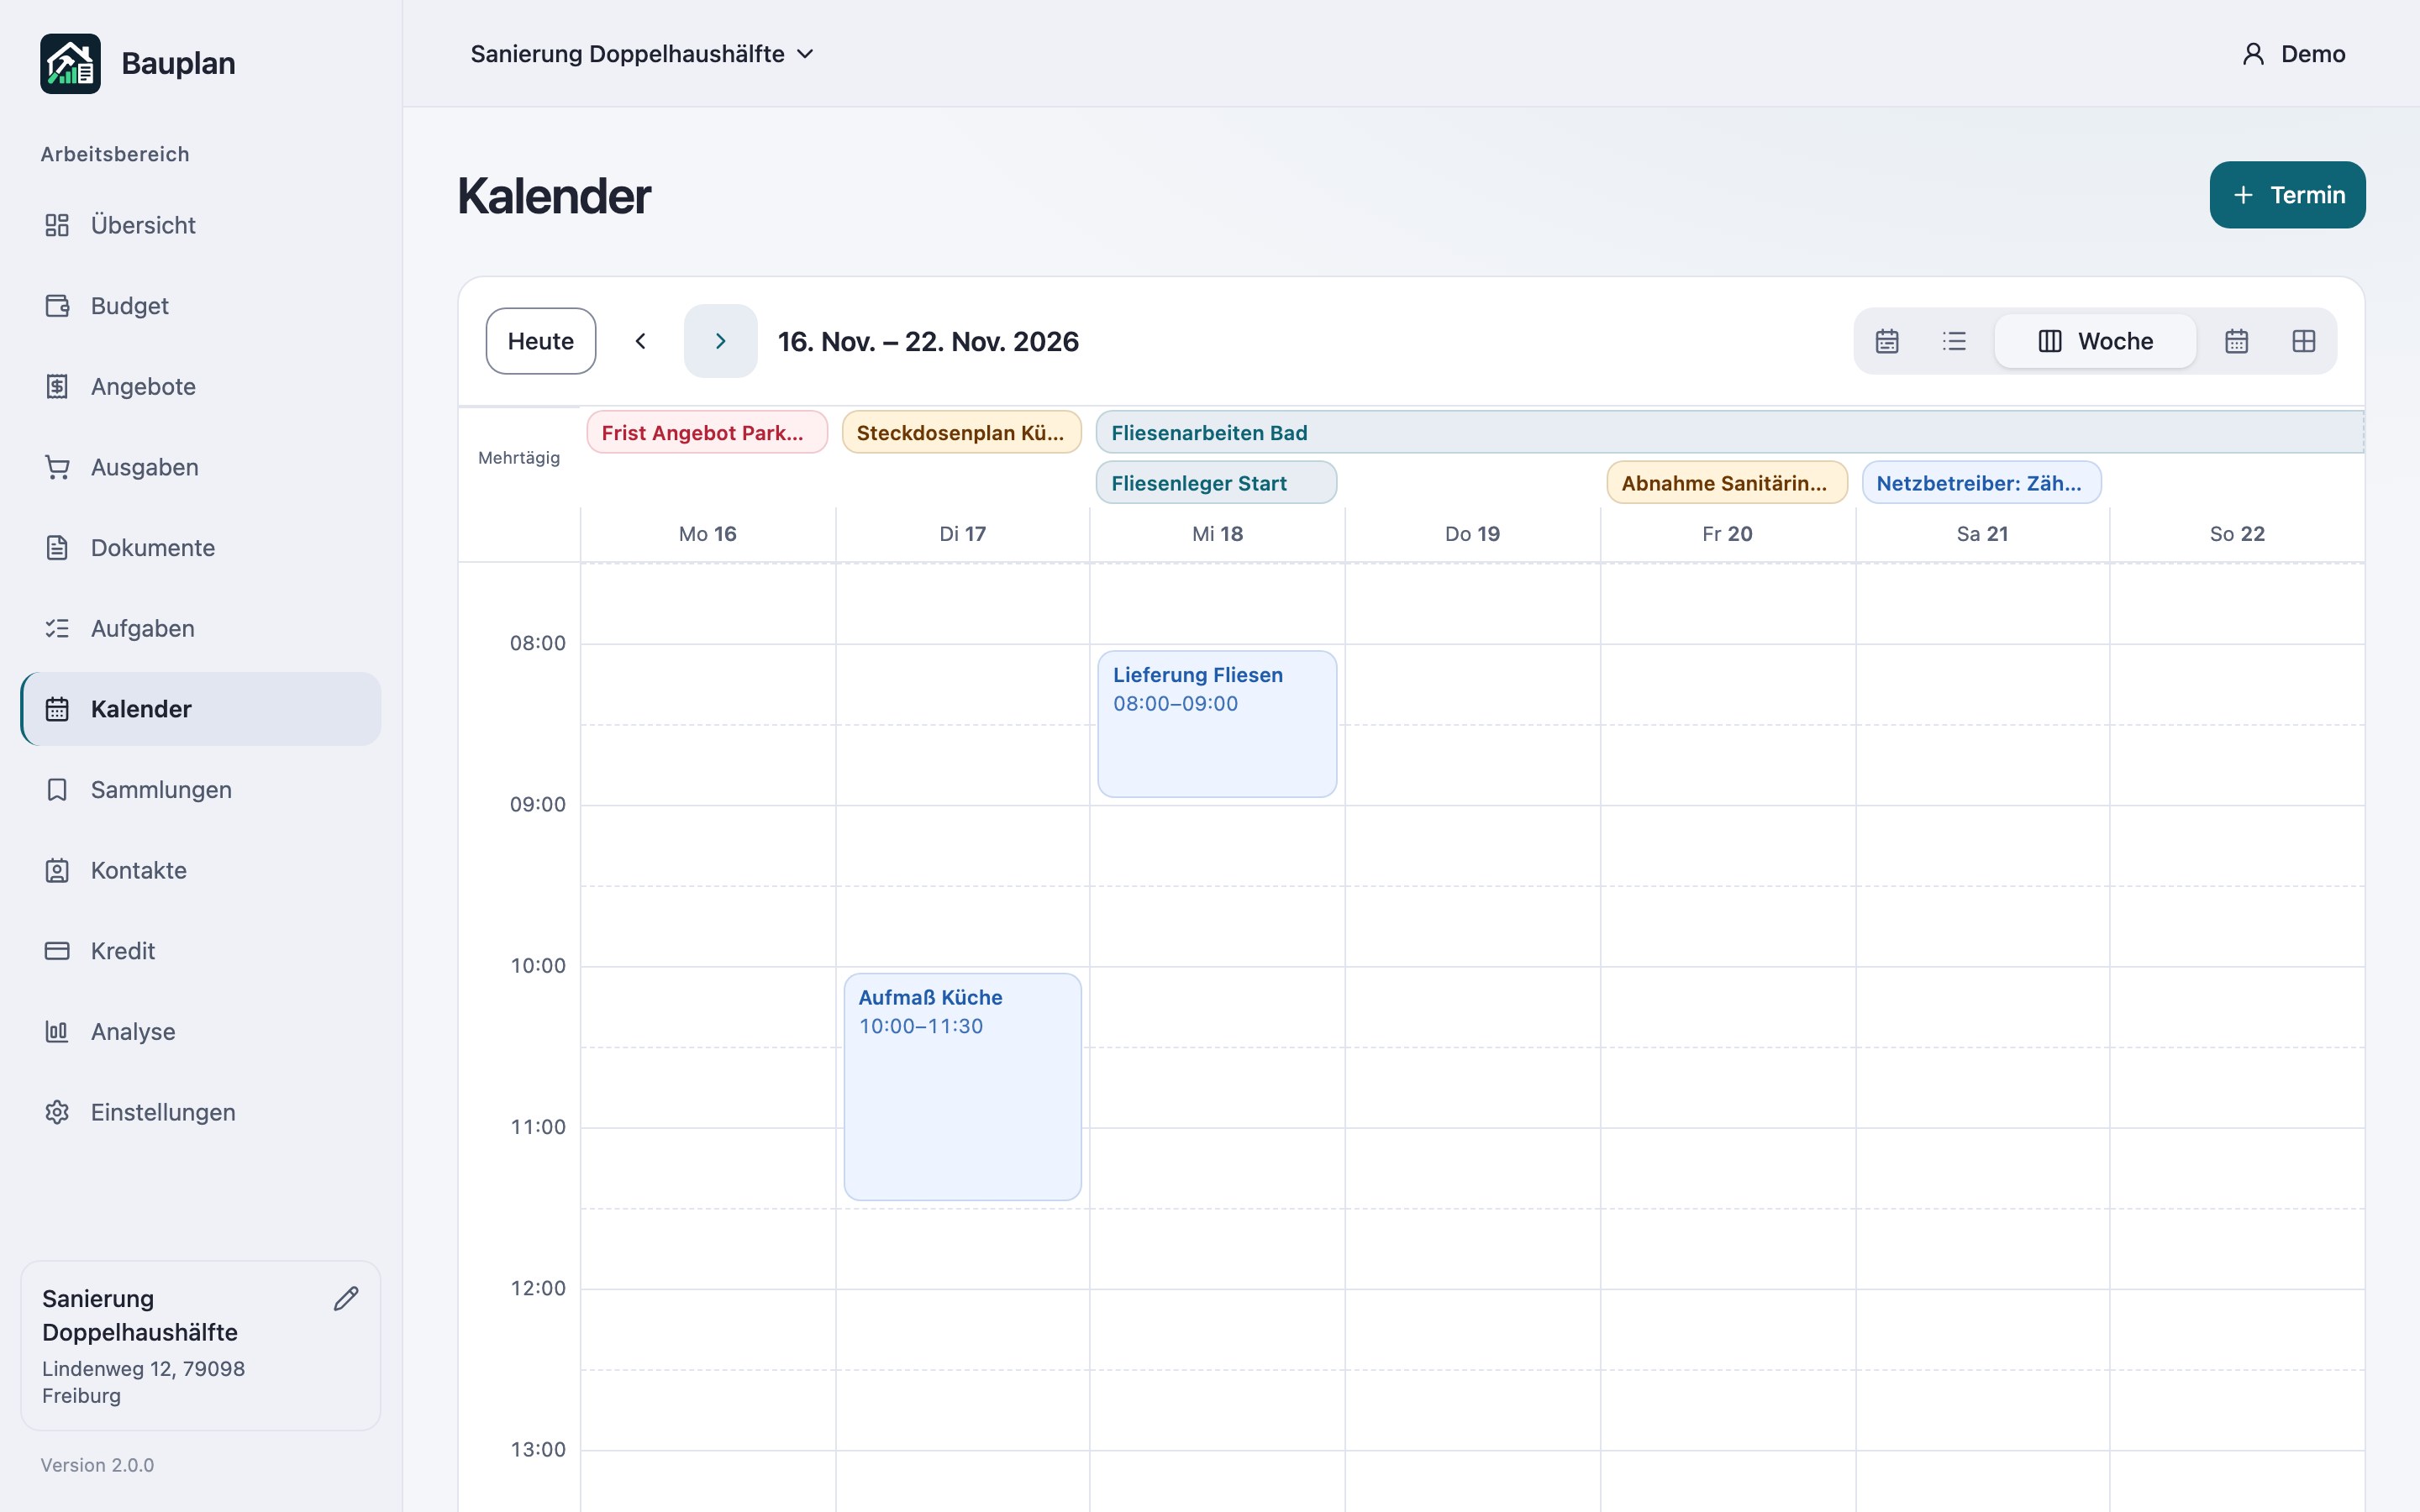 Bauplan
Arbeitsbereich
Übersicht
Budget
Angebote
Ausgaben
Dokumente
Aufgaben
Kalender
Sammlungen
Kontakte
Kredit
Analyse
Einstellungen
Sanierung
Doppelhaushälfte
Lindenweg 12, 79098
Freiburg
Version 2.0.0
Sanierung Doppelhaushälfte
Demo
Kalender
Termin
Heute
16. Nov. – 22. Nov. 2026
Woche
Mehrtägig
Frist Angebot Park...
Steckdosenplan Kü...
Fliesenarbeiten Bad
Fliesenleger Start
Abnahme Sanitärin...
Netzbetreiber: Zäh...
Mo 16
Di 17
Mi 18
Do 19
Fr 20
Sa 21
So 22
08:00
Lieferung Fliesen
08:00–09:00
09:00
10:00
Aufmaß Küche
10:00–11:30
11:00
12:00
13:00